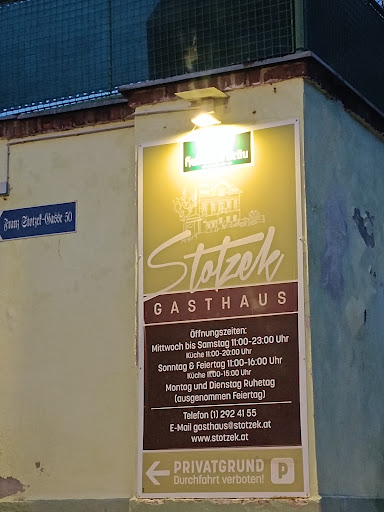 Franz Stotzek-Gasse 50
Stotzek
GASTHAUS
Öffnungszeiten:
Mittwoch bis Samstag 11:00-23:00 Uhr
Küche 11:00-20:00 Uhr
Sonntag & Feiertag 11:00-16:00 Uhr
Küche 11:00-15:00 Uhr
Montag und Dienstag Ruhetag
(ausgenommen Feiertag)
Telefon (1) 292 41 55
E-Mail gasthaus@stotzek.at
www.stotzek.at
PRIVATGRUND P
Durchfahrt verboten!